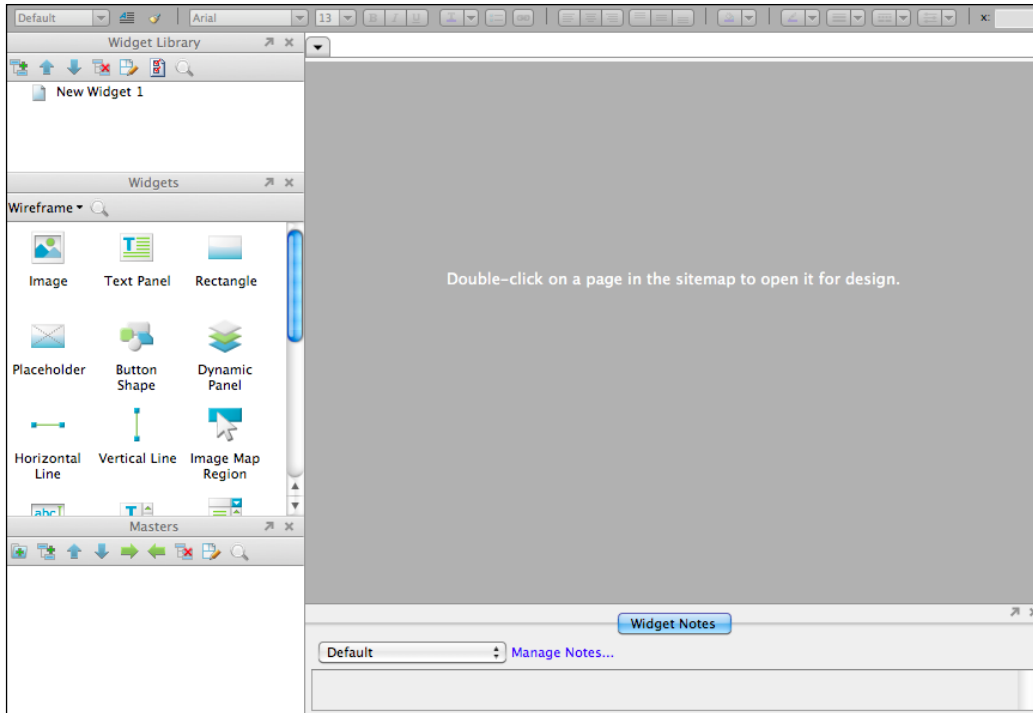 Default Arial 13 B I U x:
Widget Library
New Widget 1
Widgets
Wireframe
Image Text Panel Rectangle
Double-click on a page in the sitemap to open it for design.
Placeholder Button Shape Dynamic Panel
Horizontal Line Vertical Line Image Map Region
abc T
Masters
Widget Notes
Default Manage Notes...